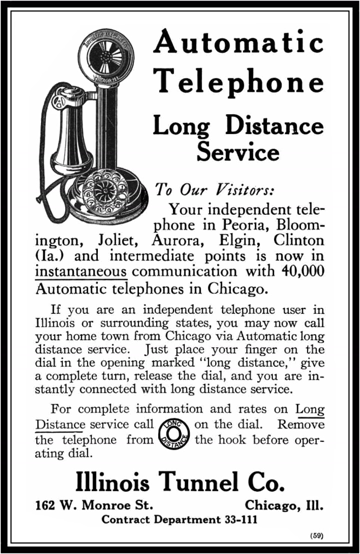 Automatic
Telephone
Long Distance
Service
To Our Visitors:
Your independent tele-
phone in Peoria, Bloom-
ington, Joliet, Aurora, Elgin, Clinton
(Ia.) and intermediate points is now in
instantaneous communication with 40,000
Automatic telephones in Chicago.
If you are an independent telephone user in
Illinois or surrounding states, you may now call
your home town from Chicago via Automatic long
distance service. Just place your finger on the
dial in the opening marked "long distance," give
a complete turn, release the dial, and you are in-
stantly connected with long distance service.
For complete information and rates on Long
Distance service call LONG DISTANCE on the dial. Remove
the telephone from the hook before oper-
ating dial.
Illinois Tunnel Co.
162 W. Monroe St. Chicago, Ill.
Contract Department 33-111
(59)